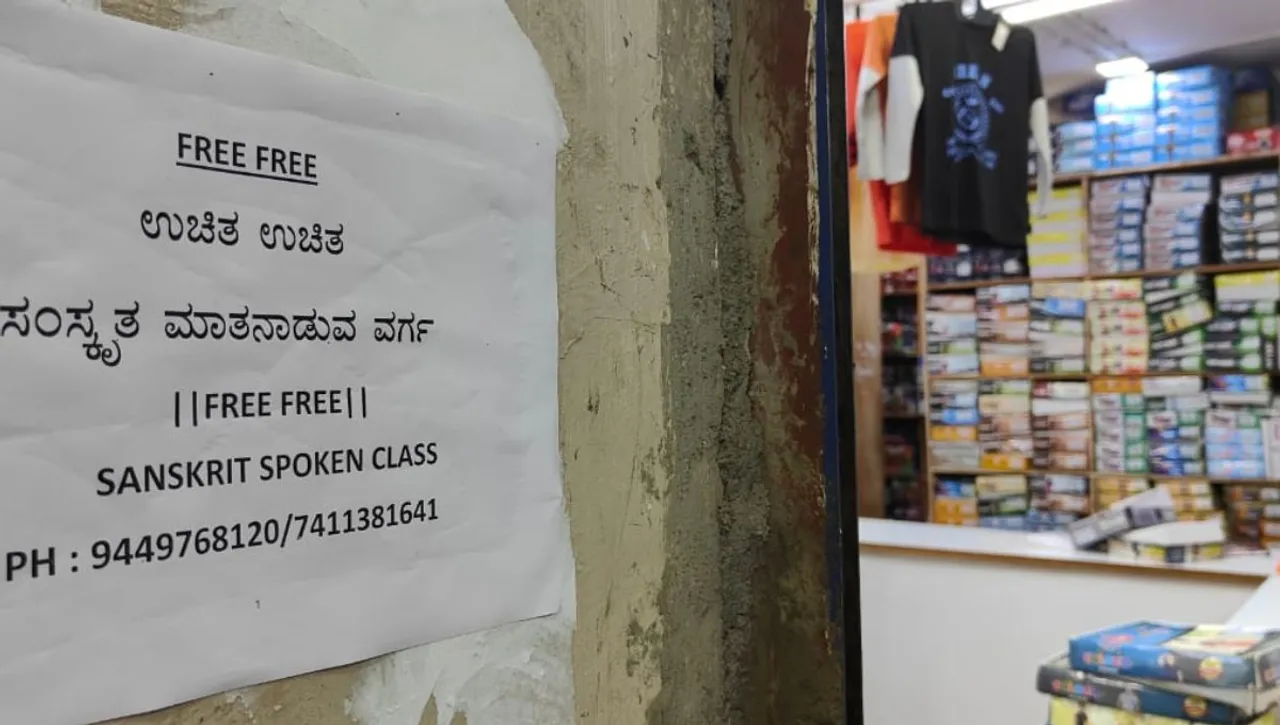 FREE FREE
ಉಚಿತ ಉಚಿತ
ಸಂಸ್ಕೃತ ಮಾತನಾಡುವ ವರ್ಗ
||FREE FREE||
SANSKRIT SPOKEN CLASS
PH : 9449768120/7411381641